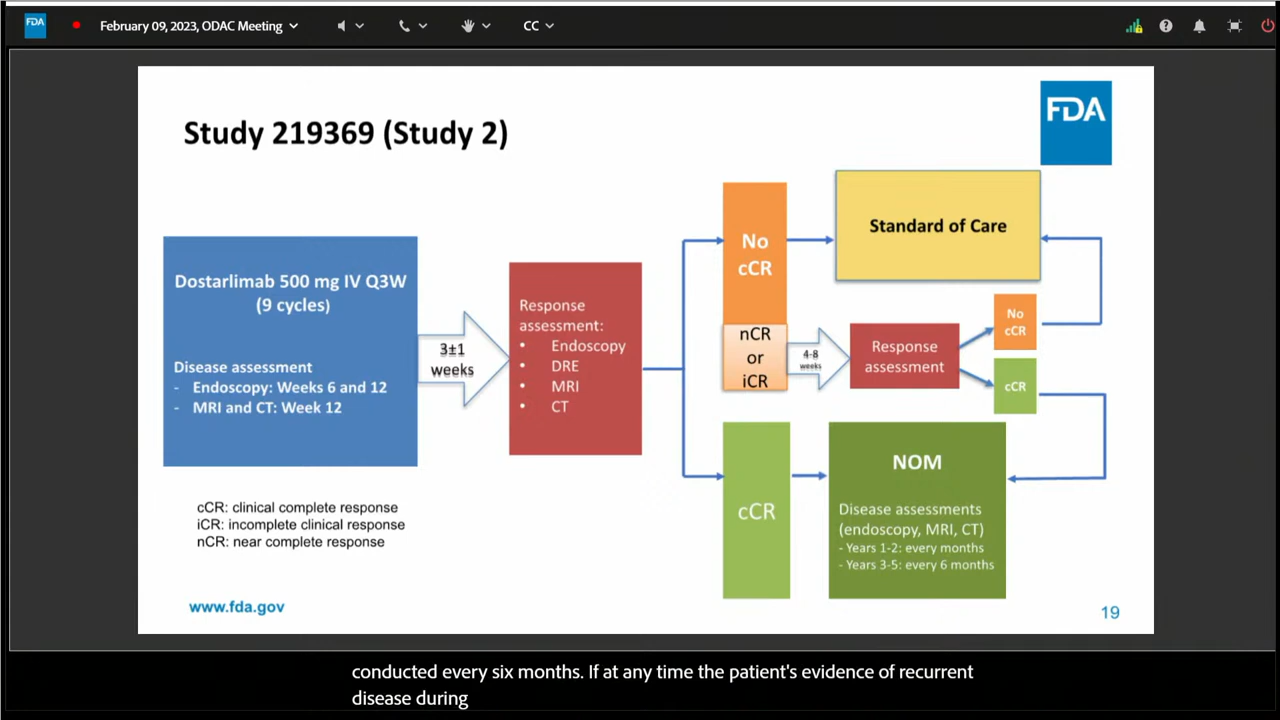 FDA
February 09, 2023, ODAC Meeting
CC
FDA
Study 219369 (Study 2)
Dostarlimab 500 mg IV Q3W
(9 cycles)
Disease assessment
- Endoscopy: Weeks 6 and 12
- MRI and CT: Week 12
3±1
weeks
Response
assessment:
• Endoscopy
• DRE
• MRI
• CT
No
cCR
nCR
or
iCR
Standard of Care
4-8
weeks
Response
assessment
No
cCR
cCR
cCR
NOM
Disease assessments
(endoscopy, MRI, CT)
- Years 1-2: every months
- Years 3-5: every 6 months
cCR: clinical complete response
iCR: incomplete clinical response
nCR: near complete response
www.fda.gov
19
conducted every six months. If at any time the patient's evidence of recurrent
disease during